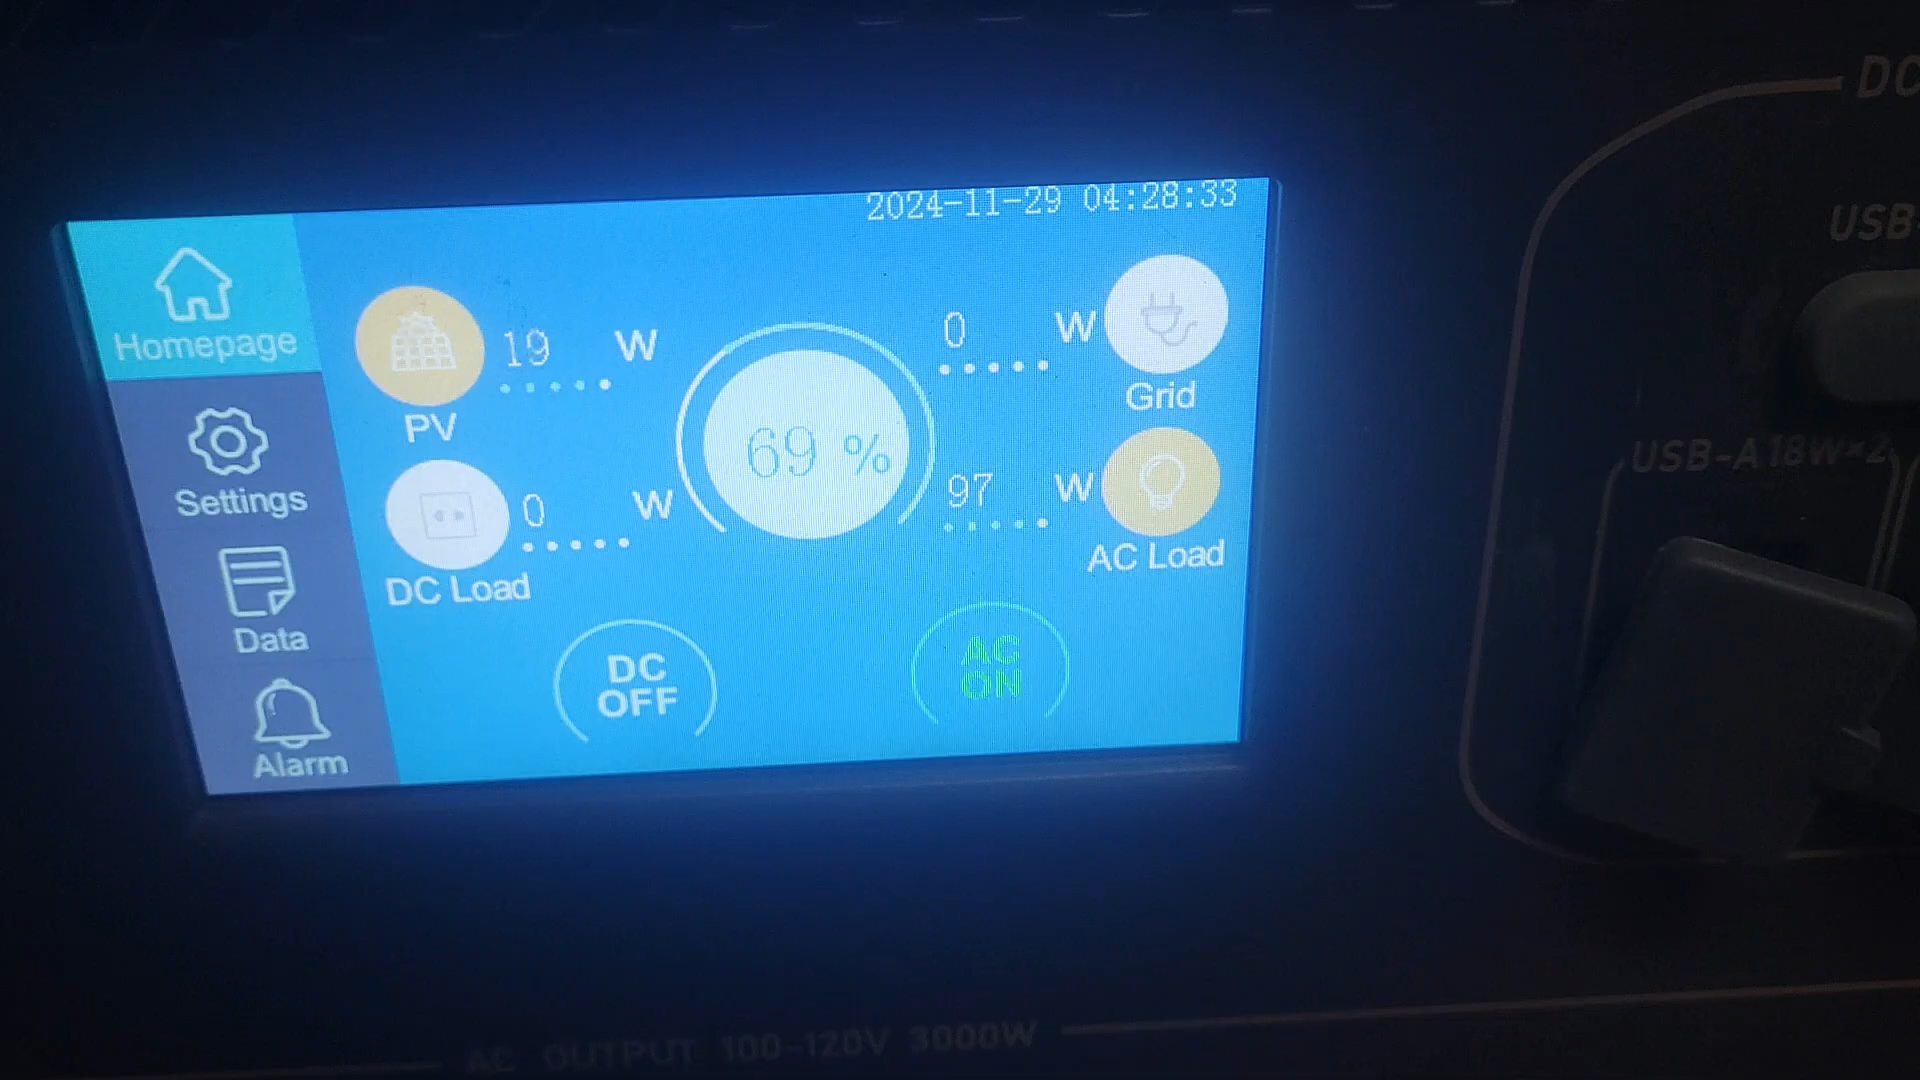 2024-11-29 04:28:33
Homepage
Settings
Data
Alarm
19 W
PV
0 W
DC Load
69 %
0 W
Grid
97 W
AC Load
DC OFF
AC ON
DC
USB-
USB-A 18W×2
AC OUTPUT 100-120V 3000W